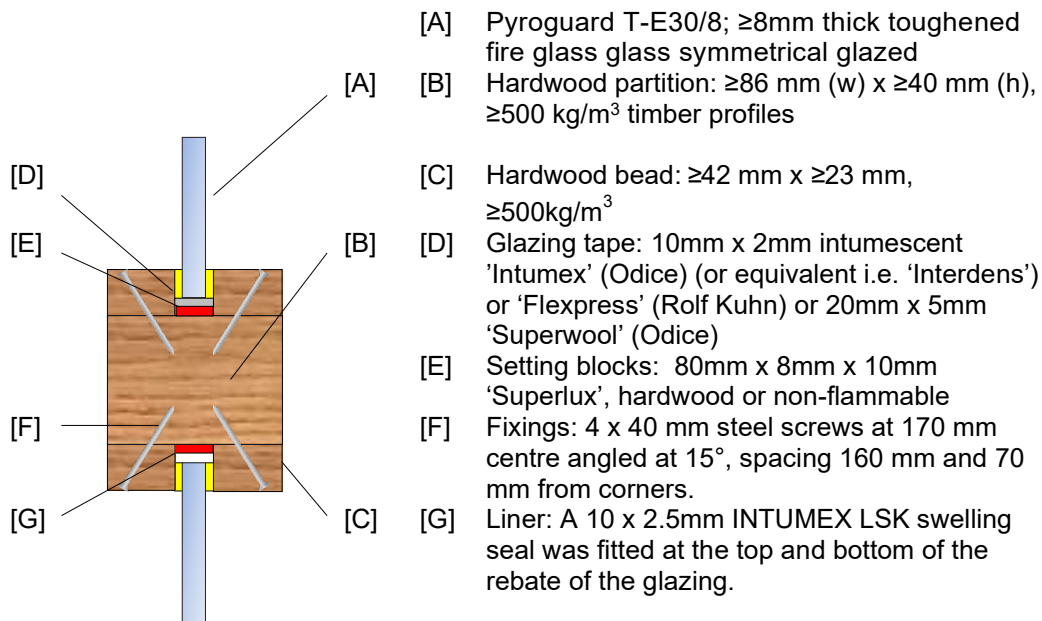 [A] Pyroguard T-E30/8; ≥8mm thick toughened
fire glass glass symmetrical glazed
[A] [B] Hardwood partition: ≥86 mm (w) x ≥40 mm (h),
≥500 kg/m³ timber profiles
[D] [C] Hardwood bead: ≥42 mm x ≥23 mm,
≥500kg/m³
[E] [B] [D] Glazing tape: 10mm x 2mm intumescent
’Intumex’ (Odice) (or equivalent i.e. ‘Interdens’)
or ‘Flexpress’ (Rolf Kuhn) or 20mm x 5mm
‘Superwool’ (Odice)
[E] Setting blocks: 80mm x 8mm x 10mm
‘Superlux’, hardwood or non-flammable
[F] [F] Fixings: 4 x 40 mm steel screws at 170 mm
centre angled at 15°, spacing 160 mm and 70
mm from corners.
[G] [C] [G] Liner: A 10 x 2.5mm INTUMEX LSK swelling
seal was fitted at the top and bottom of the
rebate of the glazing.